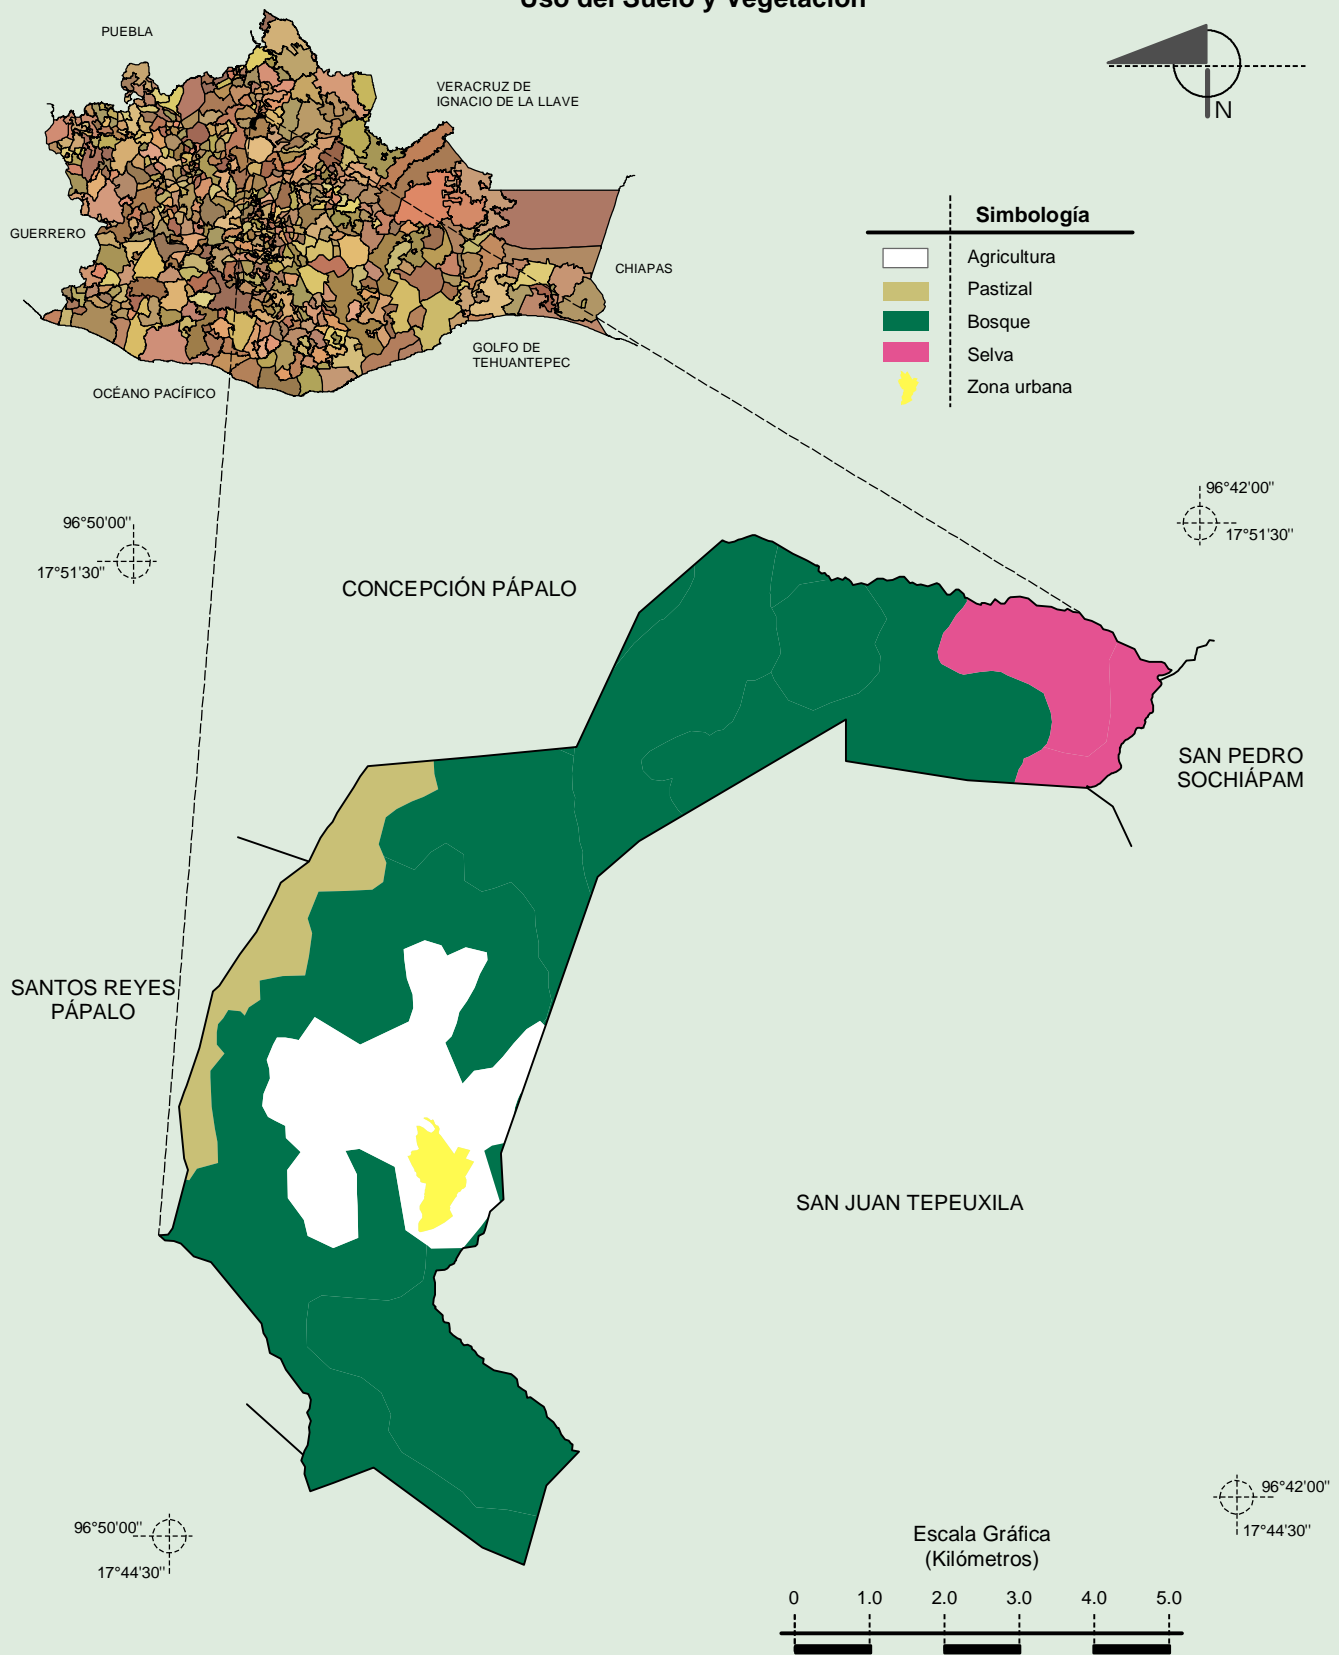 Uso del Suelo y Vegetación
PUEBLA
VERACRUZ DE
IGNACIO DE LA LLAVE
GUERRERO
CHIAPAS
GOLFO DE
TEHUANTEPEC
OCÉANO PACÍFICO
N
Simbología
Agricultura
Pastizal
Bosque
Selva
Zona urbana
96°50'00"
17°51'30"
96°42'00"
17°51'30"
CONCEPCIÓN PÁPALO
SAN PEDRO
SOCHIÁPAM
SANTOS REYES
PÁPALO
SAN JUAN TEPEUXILA
96°50'00"
17°44'30"
96°42'00"
17°44'30"
Escala Gráfica
(Kilómetros)
0 1.0 2.0 3.0 4.0 5.0